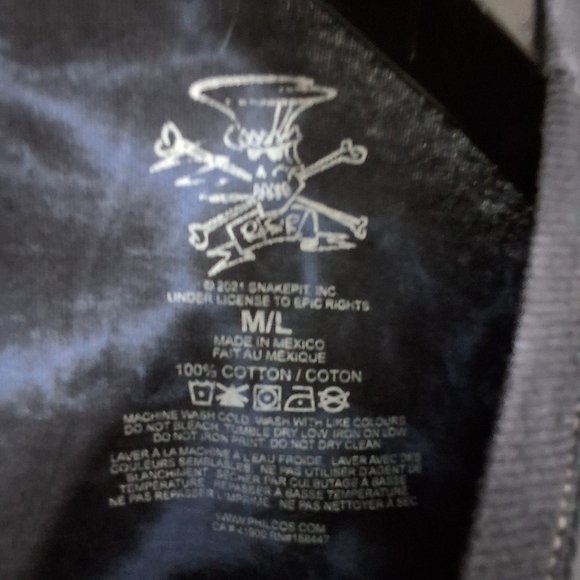 © 2021 SNAKEPIT, INC.
UNDER LICENSE TO EPIC RIGHTS
M/L
MADE IN MEXICO
FAIT AU MEXIQUE
100% COTTON / COTON
MACHINE WASH COLD. WASH WITH LIKE COLOURS.
DO NOT BLEACH. TUMBLE DRY LOW. IRON ON LOW.
DO NOT IRON PRINT. DO NOT DRY CLEAN.
LAVER À LA MACHINE À L'EAU FROIDE. LAVER AVEC DES
COULEURS SEMBLABLES. NE PAS UTILISER D'AGENT DE
BLANCHIMENT. SÉCHER PAR CULBUTAGE À BASSE
TEMPÉRATURE. REPASSER À BASSE TEMPÉRATURE.
NE PAS REPASSER L'IMPRIMÉ. NE PAS NETTOYER À SEC.
WWW.PHILCOS.COM
CA# 41906 RN#158447